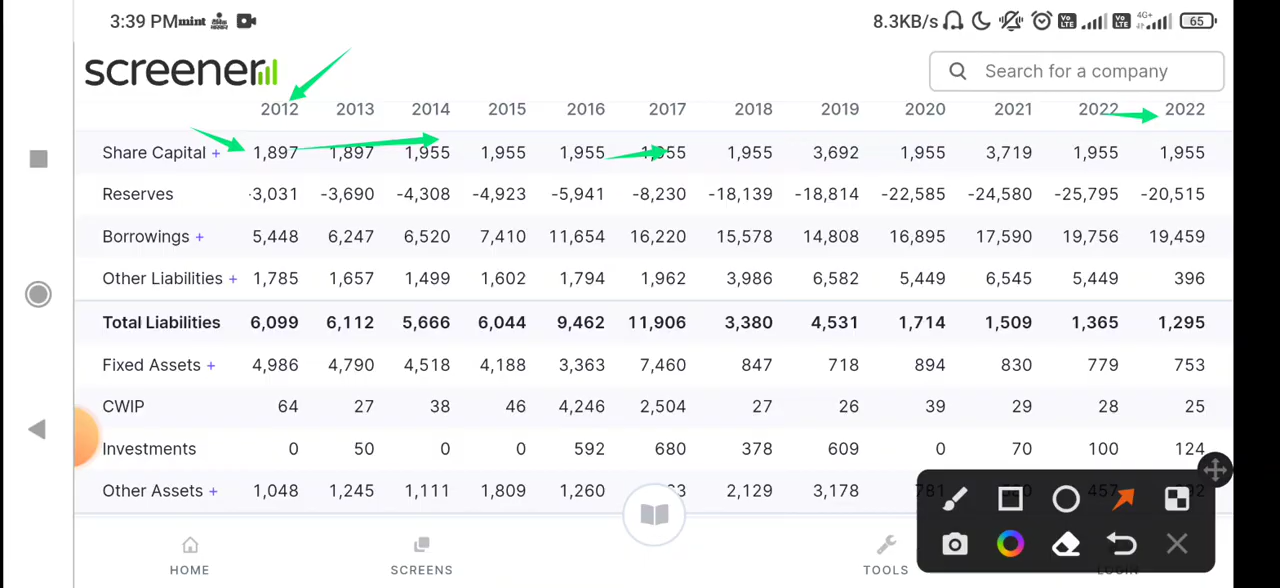 3:39 PM mint 8.3KB/s Vo LTE Vo LTE 4G+ 65
screener Search for a company
2012 2013 2014 2015 2016 2017 2018 2019 2020 2021 2022 2022
Share Capital + 1,897 1,897 1,955 1,955 1,955 1,955 1,955 3,692 1,955 3,719 1,955 1,955
Reserves -3,031 -3,690 -4,308 -4,923 -5,941 -8,230 -18,139 -18,814 -22,585 -24,580 -25,795 -20,515
Borrowings + 5,448 6,247 6,520 7,410 11,654 16,220 15,578 14,808 16,895 17,590 19,756 19,459
Other Liabilities + 1,785 1,657 1,499 1,602 1,794 1,962 3,986 6,582 5,449 6,545 5,449 396
Total Liabilities 6,099 6,112 5,666 6,044 9,462 11,906 3,380 4,531 1,714 1,509 1,365 1,295
Fixed Assets + 4,986 4,790 4,518 4,188 3,363 7,460 847 718 894 830 779 753
CWIP 64 27 38 46 4,246 2,504 27 26 39 29 28 25
Investments 0 50 0 0 592 680 378 609 0 70 100 124
Other Assets + 1,048 1,245 1,111 1,809 1,260 2,129 3,178 781 457
HOME SCREENS TOOLS LOGIN